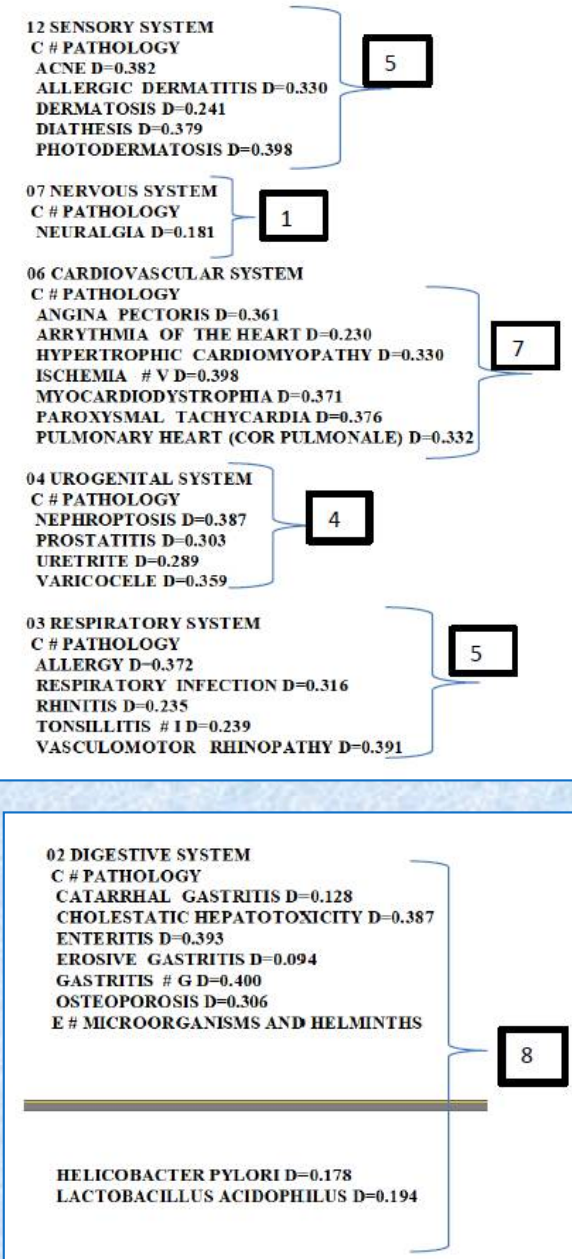 12 SENSORY SYSTEM
C # PATHOLOGY
ACNE D=0.382
ALLERGIC DERMATITIS D=0.330
DERMATOSIS D=0.241
DIATHESIS D=0.379
PHOTODERMATOSIS D=0.398
5
07 NERVOUS SYSTEM
C # PATHOLOGY
NEURALGIA D=0.181
1
06 CARDIOVASCULAR SYSTEM
C # PATHOLOGY
ANGINA PECTORIS D=0.361
ARRYTHMIA OF THE HEART D=0.230
HYPERTROPHIC CARDIOMYOPATHY D=0.330
ISCHEMIA # V D=0.398
MYOCARDIODYSTROPHIA D=0.371
PAROXYSMAL TACHYCARDIA D=0.376
PULMONARY HEART (COR PULMONALE) D=0.332
7
04 UROGENITAL SYSTEM
C # PATHOLOGY
NEPHROPTOSIS D=0.387
PROSTATITIS D=0.303
URETRITE D=0.289
VARICOCELE D=0.359
4
03 RESPIRATORY SYSTEM
C # PATHOLOGY
ALLERGY D=0.372
RESPIRATORY INFECTION D=0.316
RHINITIS D=0.235
TONSILLITIS # I D=0.239
VASCULOMOTOR RHINOPATHY D=0.391
5
02 DIGESTIVE SYSTEM
C # PATHOLOGY
CATARRHAL GASTRITIS D=0.128
CHOLESTATIC HEPATOTOXICITY D=0.387
ENTERITIS D=0.393
EROSIVE GASTRITIS D=0.094
GASTRITIS # G D=0.400
OSTEOPOROSIS D=0.306
E # MICROORGANISMS AND HELMINTHS
8
HELICOBACTER PYLORI D=0.178
LACTOBACILLUS ACIDOPHILUS D=0.194